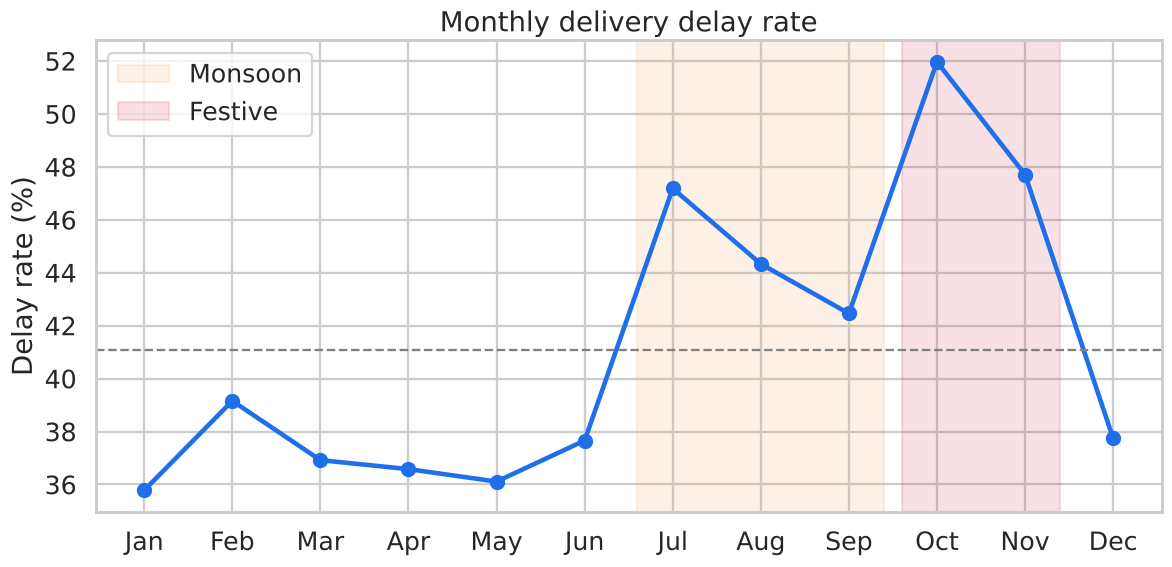 Monthly delivery delay rate
Monsoon
Festive
Delay rate (%)
52
50
48
46
44
42
40
38
36
Jan Feb Mar Apr May Jun Jul Aug Sep Oct Nov Dec